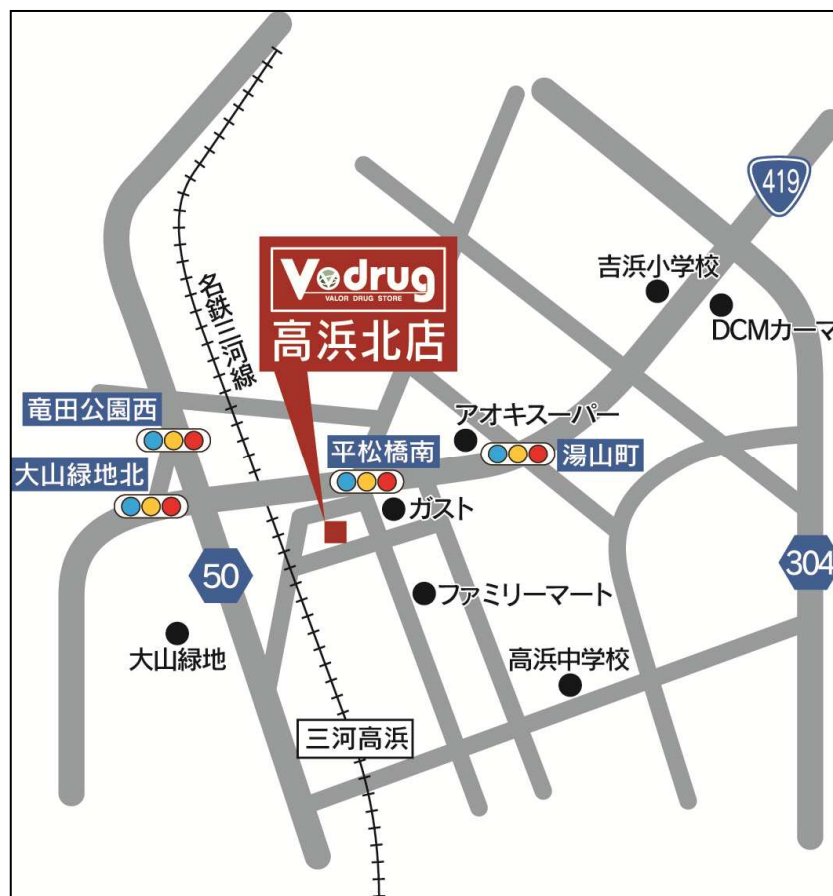 419
吉浜小学校
DCMカーマ
名鉄三河線
V drug
VALOR DRUG STORE
高浜北店
竜田公園西
アオキスーパー
平松橋南
湯山町
大山緑地北
ガスト
50
304
ファミリーマート
大山緑地
高浜中学校
三河高浜